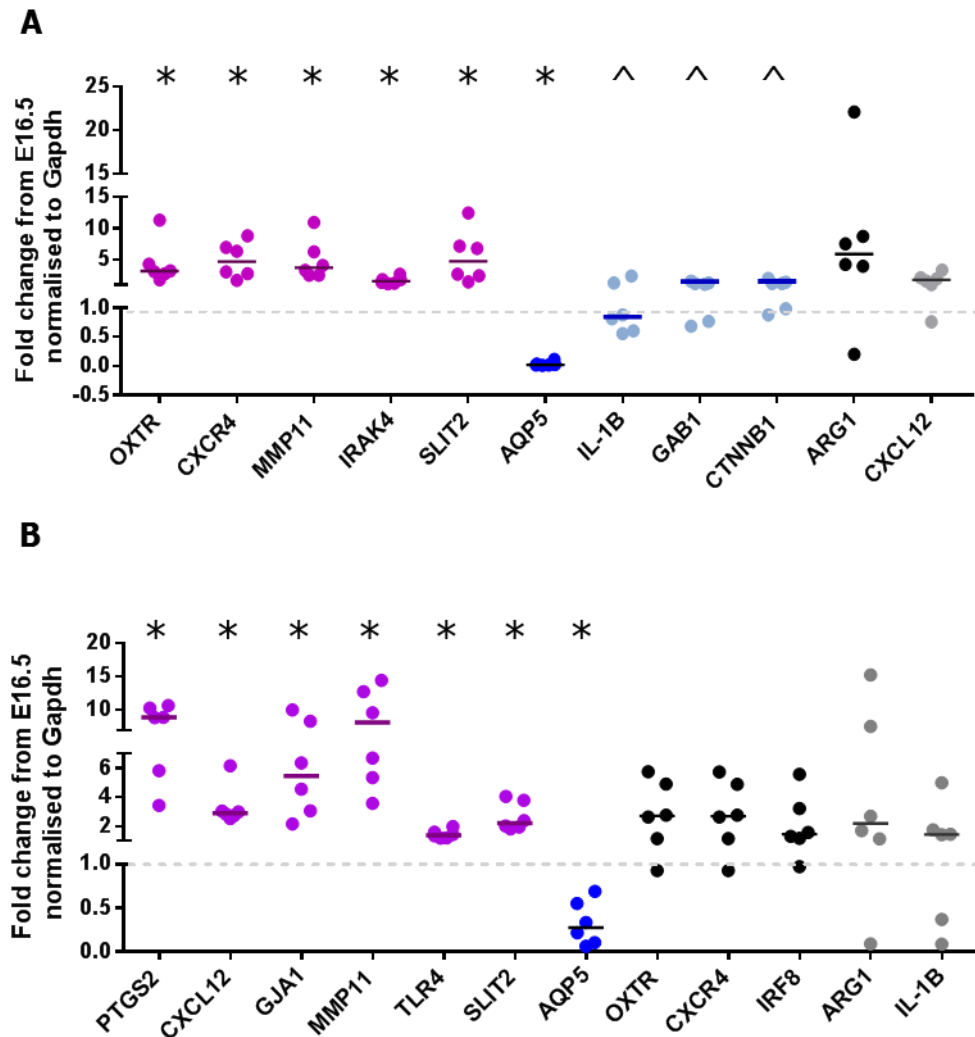 A
* * * * * * ^ ^ ^
Fold change from E16.5
normalised to Gapdh
25
20
15
15
10
5
1.0
0.5
0.0
-0.5
OXTR
CXCR4
MMP11
IRAK4
SLIT2
AQP5
IL-1B
GAB1
CTNNB1
ARG1
CXCL12
B
* * * * * * *
Fold change from E16.5
normalised to Gapdh
20
15
10
6
4
2
1.0
0.5
0.0
PTGS2
CXCL12
GJA1
MMP11
TLR4
SLIT2
AQP5
OXTR
CXCR4
IRF8
ARG1
IL-1B